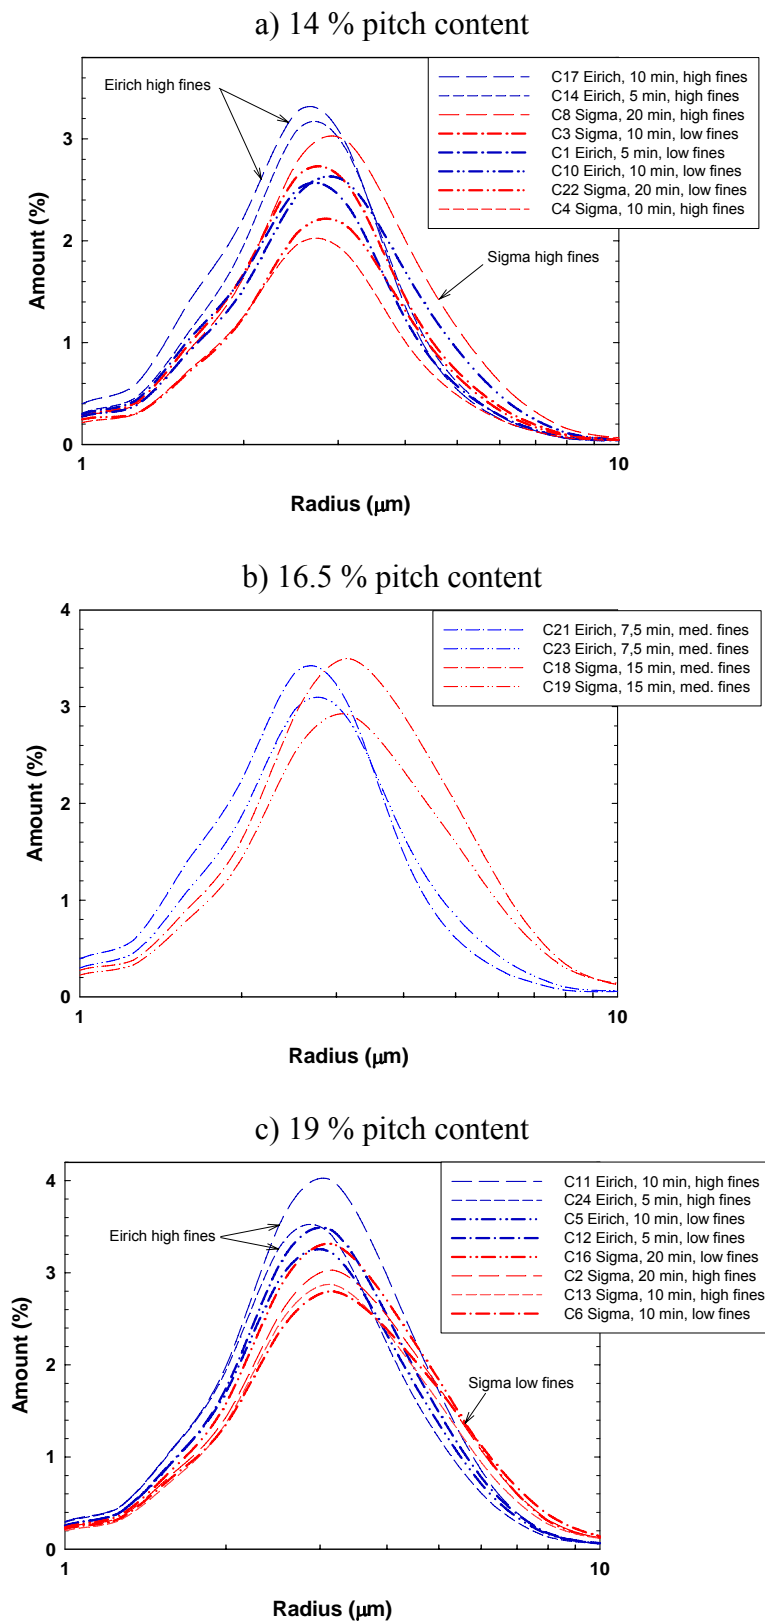 a) 14 % pitch content
Eirich high fines
C17 Eirich, 10 min, high fines
C14 Eirich, 5 min, high fines
C8 Sigma, 20 min, high fines
C3 Sigma, 10 min, low fines
C1 Eirich, 5 min, low fines
C10 Eirich, 10 min, low fines
C22 Sigma, 20 min, low fines
C4 Sigma, 10 min, high fines
Sigma high fines
Amount (%)
3
2
1
0
1
10
Radius (μm)
b) 16.5 % pitch content
C21 Eirich, 7,5 min, med. fines
C23 Eirich, 7,5 min, med. fines
C18 Sigma, 15 min, med. fines
C19 Sigma, 15 min, med. fines
Amount (%)
4
3
2
1
0
1
10
Radius (μm)
c) 19 % pitch content
C11 Eirich, 10 min, high fines
C24 Eirich, 5 min, high fines
C5 Eirich, 10 min, low fines
C12 Eirich, 5 min, low fines
C16 Sigma, 20 min, low fines
C2 Sigma, 20 min, high fines
C13 Sigma, 10 min, high fines
C6 Sigma, 10 min, low fines
Eirich high fines
Sigma low fines
Amount (%)
4
3
2
1
0
1
10
Radius (μm)